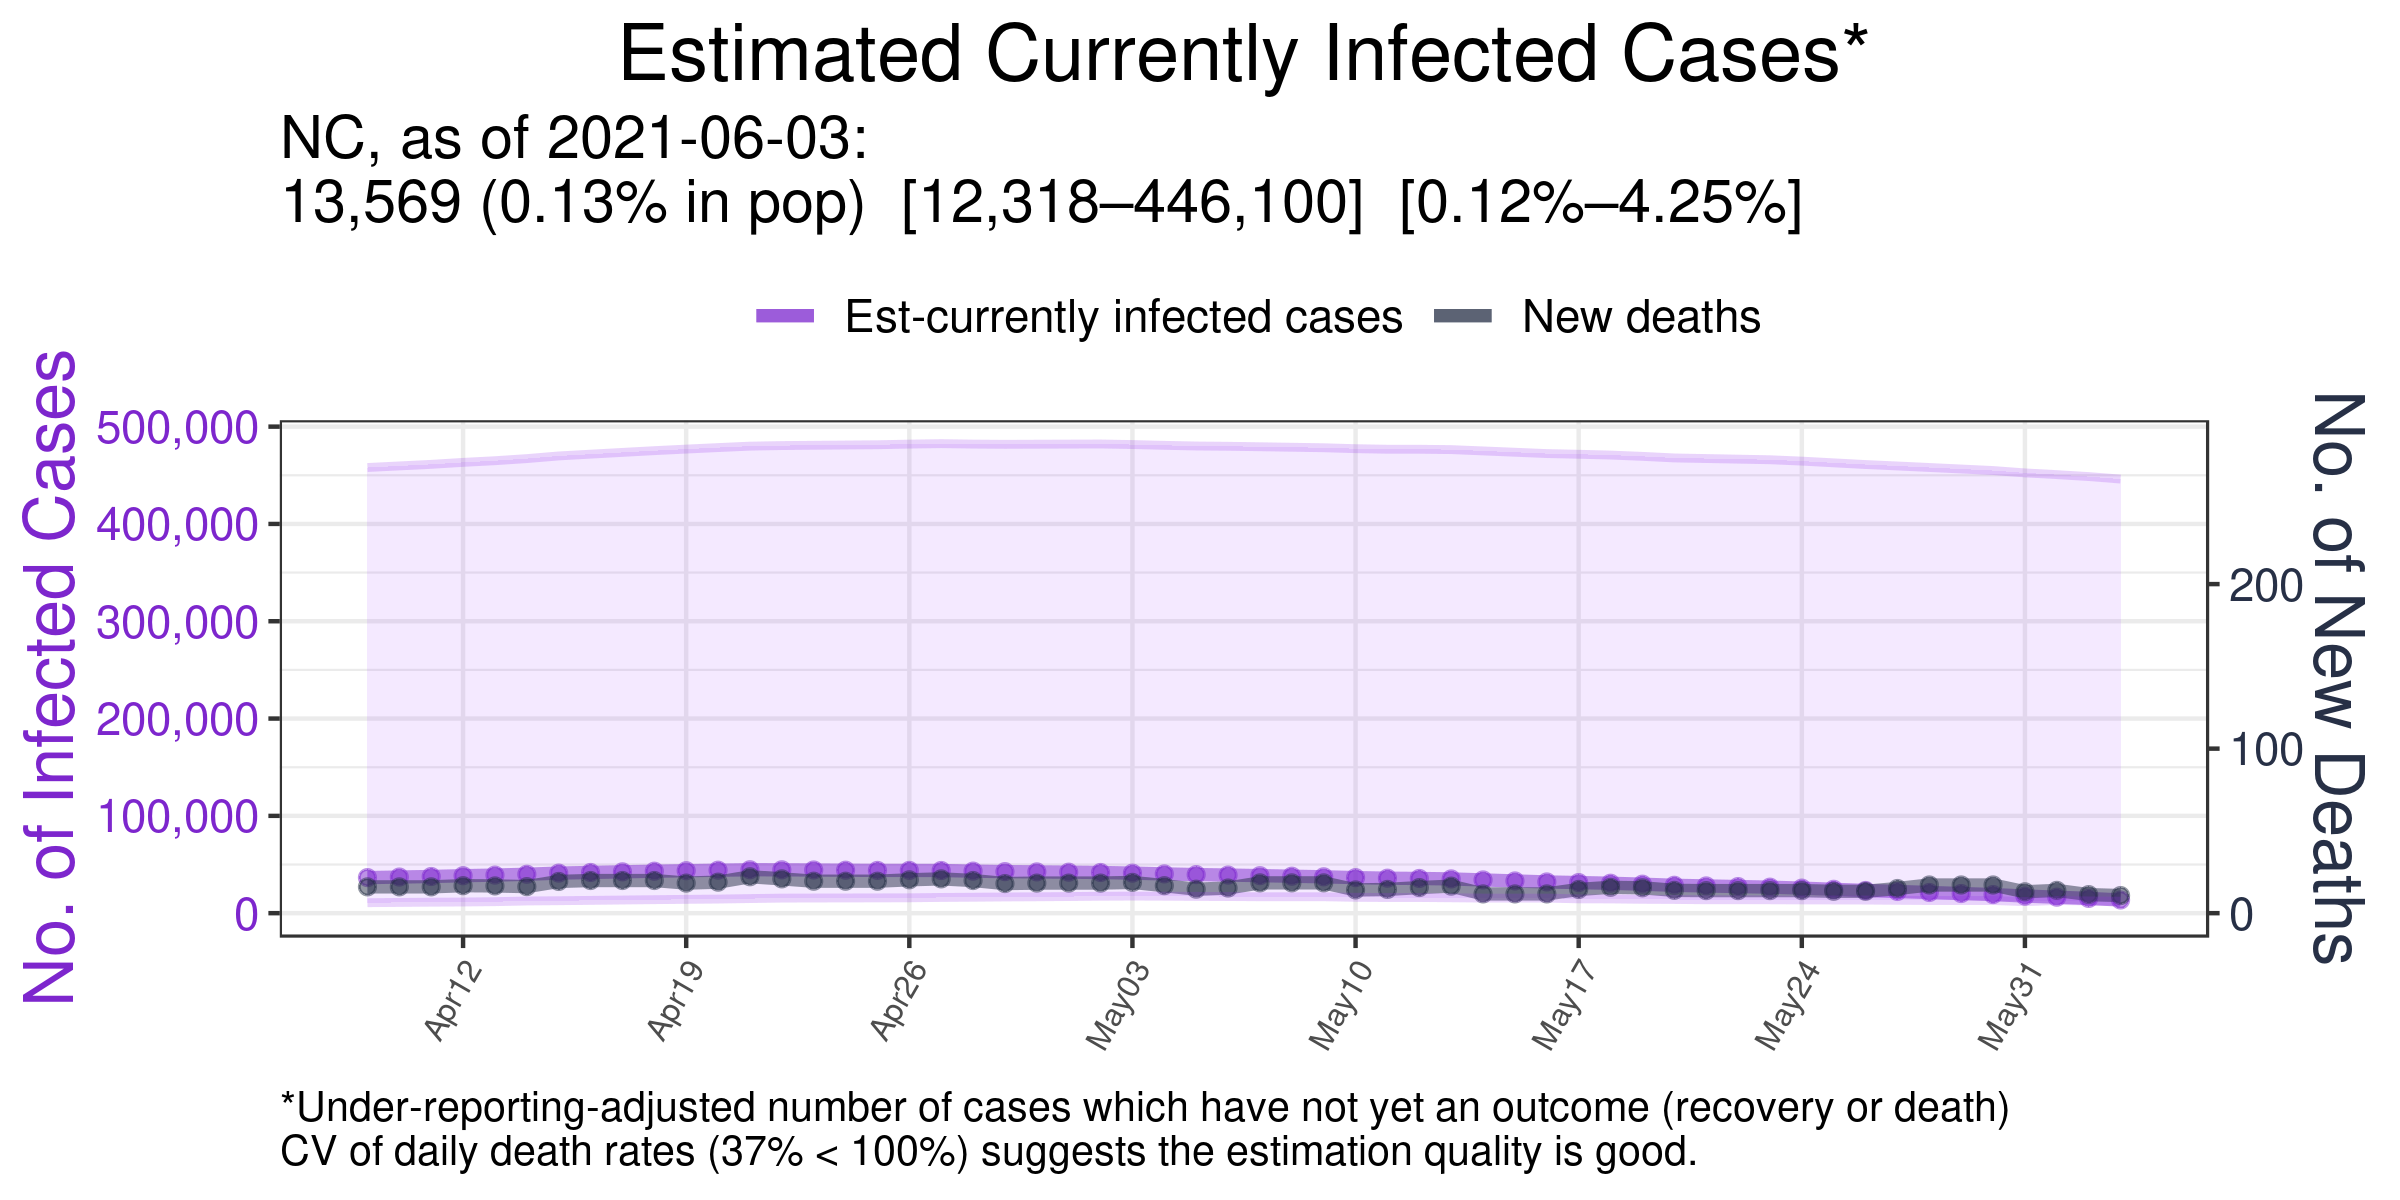 Estimated Currently Infected Cases*
NC, as of 2021-06-03:
13,569 (0.13% in pop)  [12,318–446,100]  [0.12%–4.25%]
Est-currently infected cases
New deaths
No. of Infected Cases
500,000
400,000
300,000
200,000
100,000
0
No. of New Deaths
200
100
0
Apr12
Apr19
Apr26
May03
May10
May17
May24
May31
*Under-reporting-adjusted number of cases which have not yet an outcome (recovery or death)
CV of daily death rates (37% < 100%) suggests the estimation quality is good.